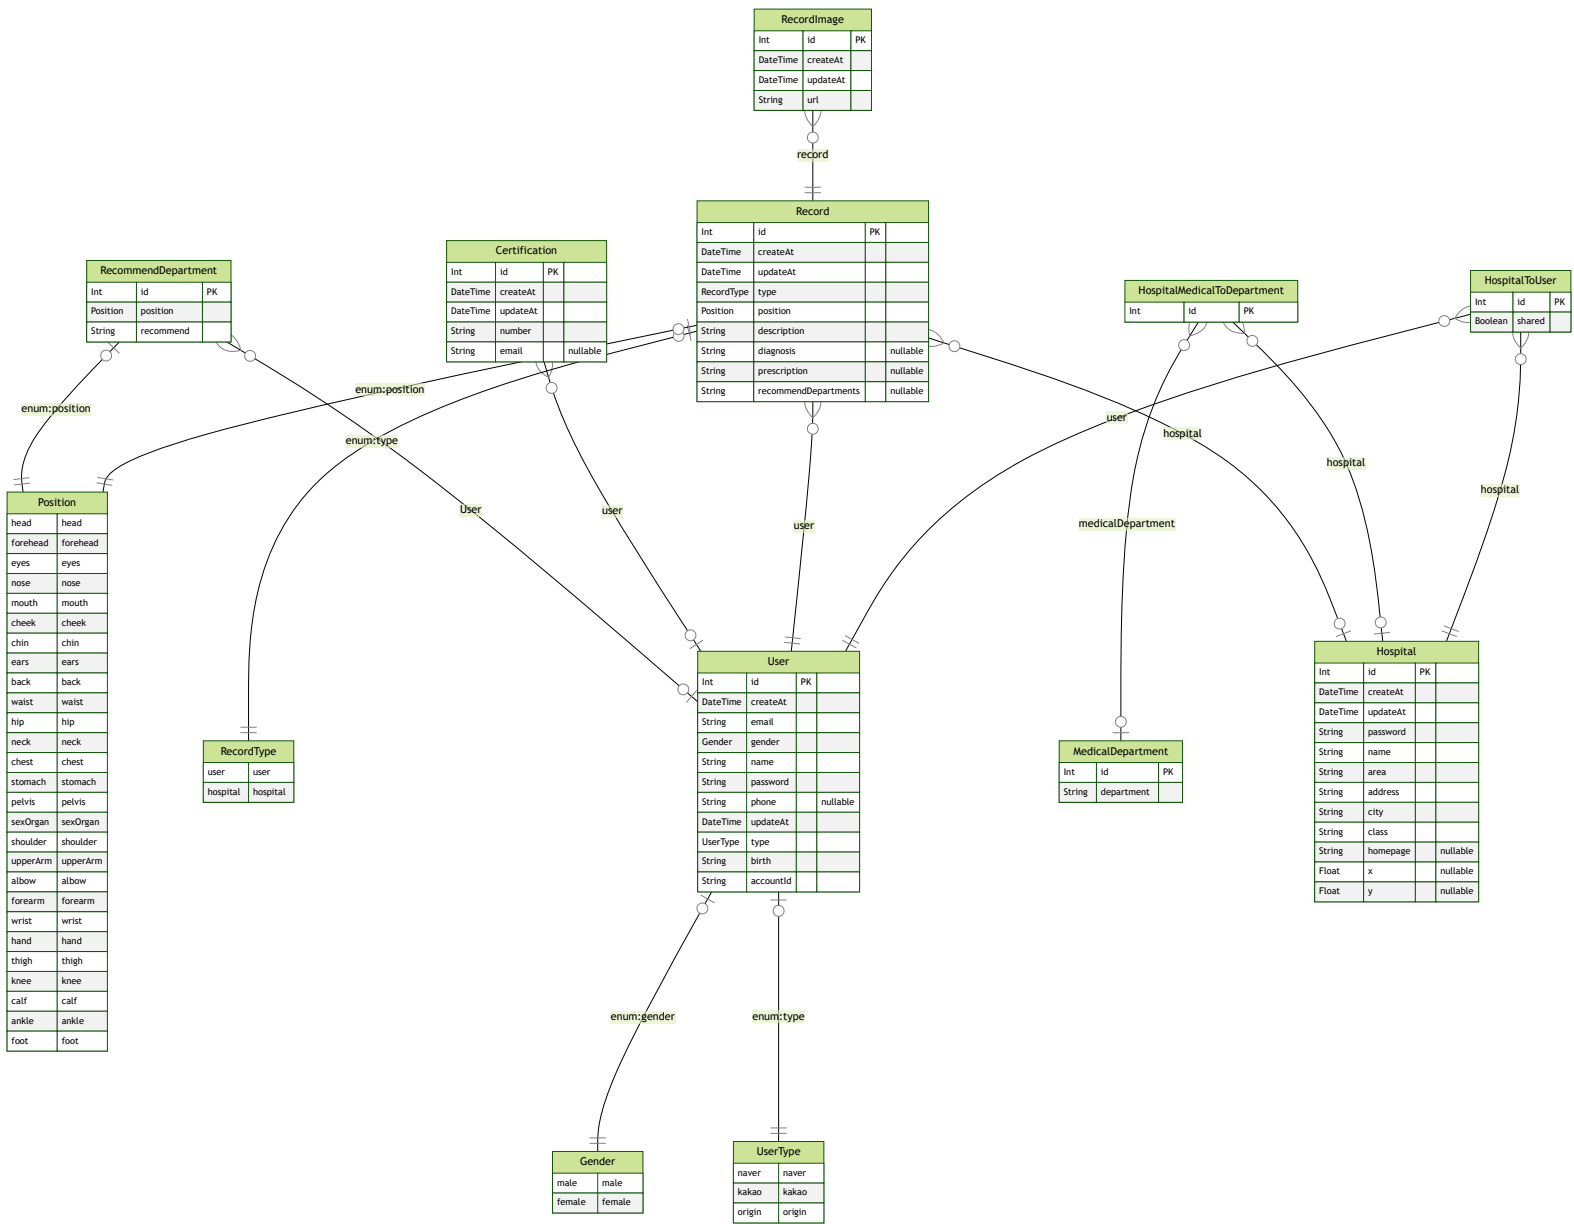 RecordImage
Int id PK
DateTime createAt
DateTime updateAt
String url
record
Record
Int id PK
DateTime createAt
DateTime updateAt
RecordType type
Position position
String description
String diagnosis nullable
String prescription nullable
String recommendDepartments nullable
Certification
Int id PK
DateTime createAt
DateTime updateAt
String number
String email nullable
RecommendDepartment
Int id PK
Position position
String recommend
HospitalMedicalToDepartment
Int id PK
HospitalToUser
Int id PK
Boolean shared
enum:position
enum:position
enum:type
User
user
user
user
hospital
hospital
hospital
medicalDepartment
Position
head head
forehead forehead
eyes eyes
nose nose
mouth mouth
cheek cheek
chin chin
ears ears
back back
waist waist
hip hip
neck neck
chest chest
stomach stomach
pelvis pelvis
sexOrgan sexOrgan
shoulder shoulder
upperArm upperArm
albow albow
forearm forearm
wrist wrist
hand hand
thigh thigh
knee knee
calf calf
ankle ankle
foot foot
RecordType
user user
hospital hospital
User
Int id PK
DateTime createAt
String email
Gender gender
String name
String password
String phone nullable
DateTime updateAt
UserType type
String birth
String accountId
MedicalDepartment
Int id PK
String department
Hospital
Int id PK
DateTime createAt
DateTime updateAt
String password
String name
String area
String address
String city
String class
String homepage nullable
Float x nullable
Float y nullable
enum:gender
enum:type
Gender
male male
female female
UserType
naver naver
kakao kakao
origin origin